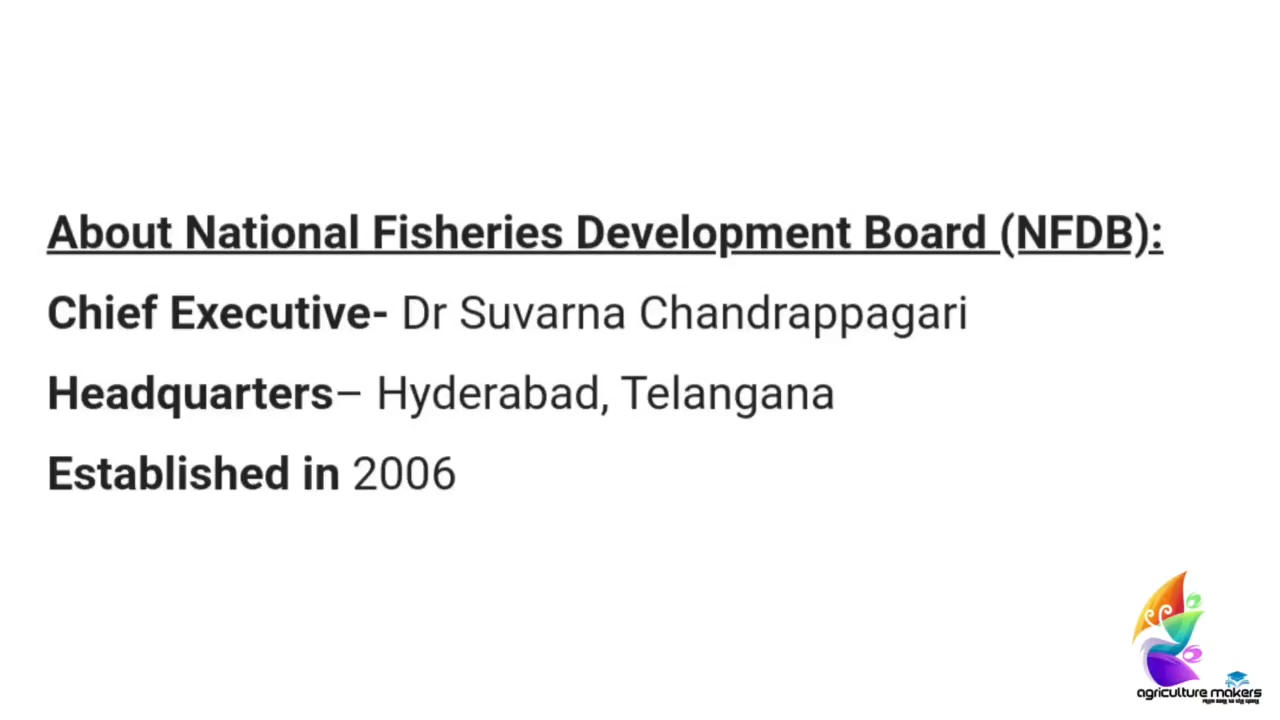 About National Fisheries Development Board (NFDB):
Chief Executive- Dr Suvarna Chandrappagari
Headquarters– Hyderabad, Telangana
Established in 2006
agriculture makers